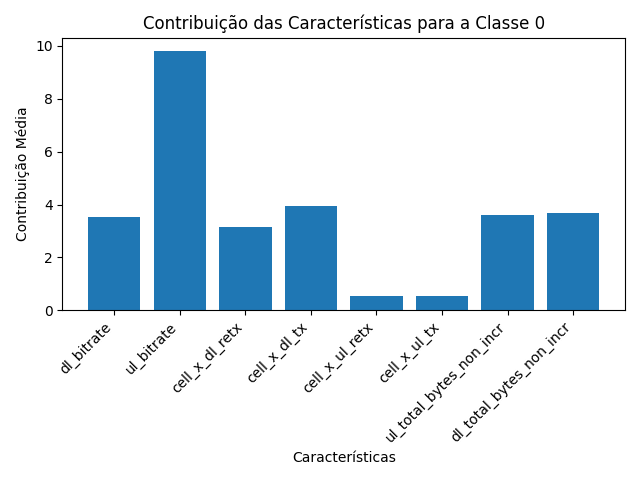 Contribuição das Características para a Classe 0
Contribuição Média
10
8
6
4
2
0
dl_bitrate
ul_bitrate
cell_x_dl_retx
cell_x_dl_tx
cell_x_ul_retx
cell_x_ul_tx
ul_total_bytes_non_incr
dl_total_bytes_non_incr
Características